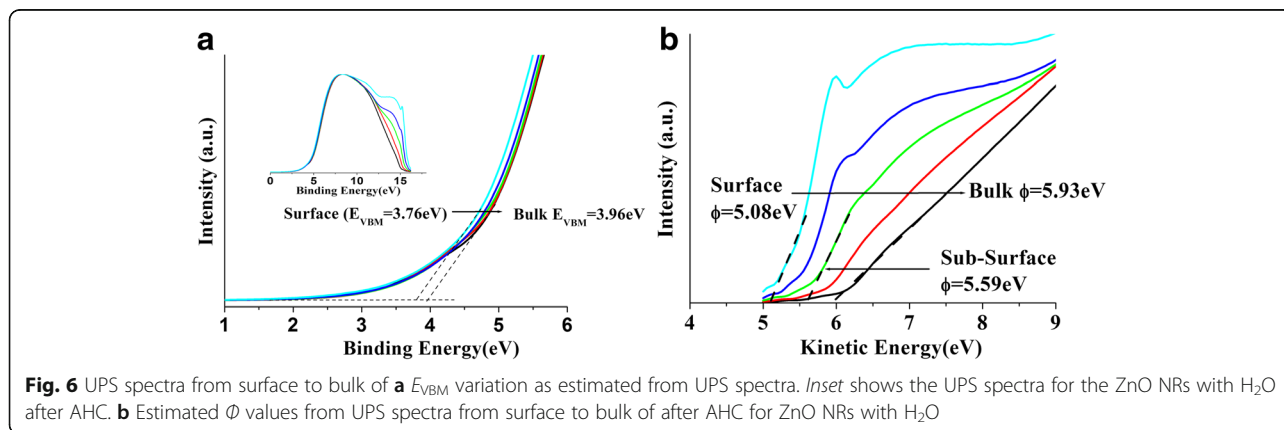 a
Intensity (a.u.)
0 5 10 15
Binding Energy(eV)
Surface (E_VBM=3.76eV) Bulk E_VBM=3.96eV
1 2 3 4 5 6
Binding Energy(eV)
b
Intensity (a.u.)
Surface
ϕ=5.08eV
Bulk ϕ=5.93eV
Sub-Surface
ϕ=5.59eV
4 5 6 7 8 9
Kinetic Energy(eV)
Fig. 6 UPS spectra from surface to bulk of a E_VBM variation as estimated from UPS spectra. Inset shows the UPS spectra for the ZnO NRs with H₂O
after AHC. b Estimated Φ values from UPS spectra from surface to bulk of after AHC for ZnO NRs with H₂O